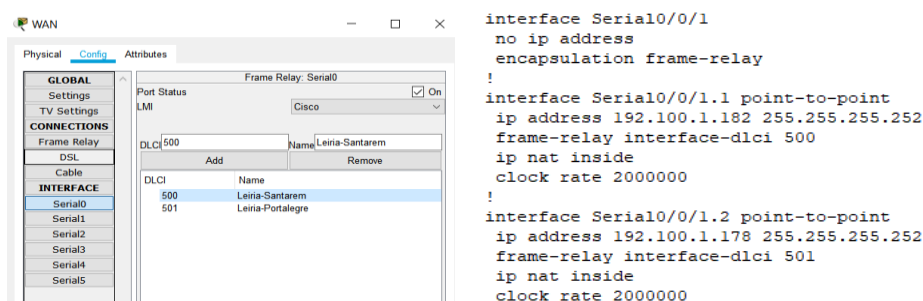 WAN
Physical Config Attributes
GLOBAL
Settings
TV Settings
CONNECTIONS
Frame Relay
DSL
Cable
INTERFACE
Serial0
Serial1
Serial2
Serial3
Serial4
Serial5
Frame Relay: Serial0
Port Status On
LMI Cisco
DLCI 500 Name Leiria-Santarem
Add Remove
DLCI Name
500 Leiria-Santarem
501 Leiria-Portalegre
interface Serial0/0/1
no ip address
encapsulation frame-relay
!
interface Serial0/0/1.1 point-to-point
ip address 192.100.1.182 255.255.255.252
frame-relay interface-dlci 500
ip nat inside
clock rate 2000000
!
interface Serial0/0/1.2 point-to-point
ip address 192.100.1.178 255.255.255.252
frame-relay interface-dlci 501
ip nat inside
clock rate 2000000